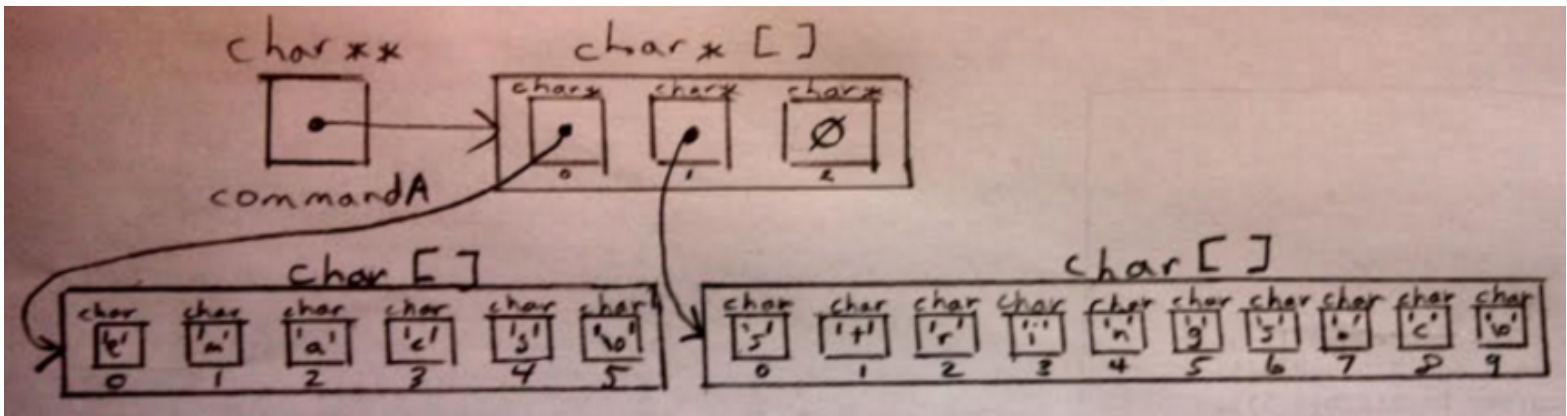 char ** char * [ ]
char* char* char*
Ø
0 1 2
commandA
char [ ] char [ ]
char char char char char char char char char char char char char char char char
'e' 'm' 'a' 'c' 's' '\0' 's' 't' 'r' 'i' 'n' 'g' 's' '.' 'c' '\0'
0 1 2 3 4 5 0 1 2 3 4 5 6 7 8 9